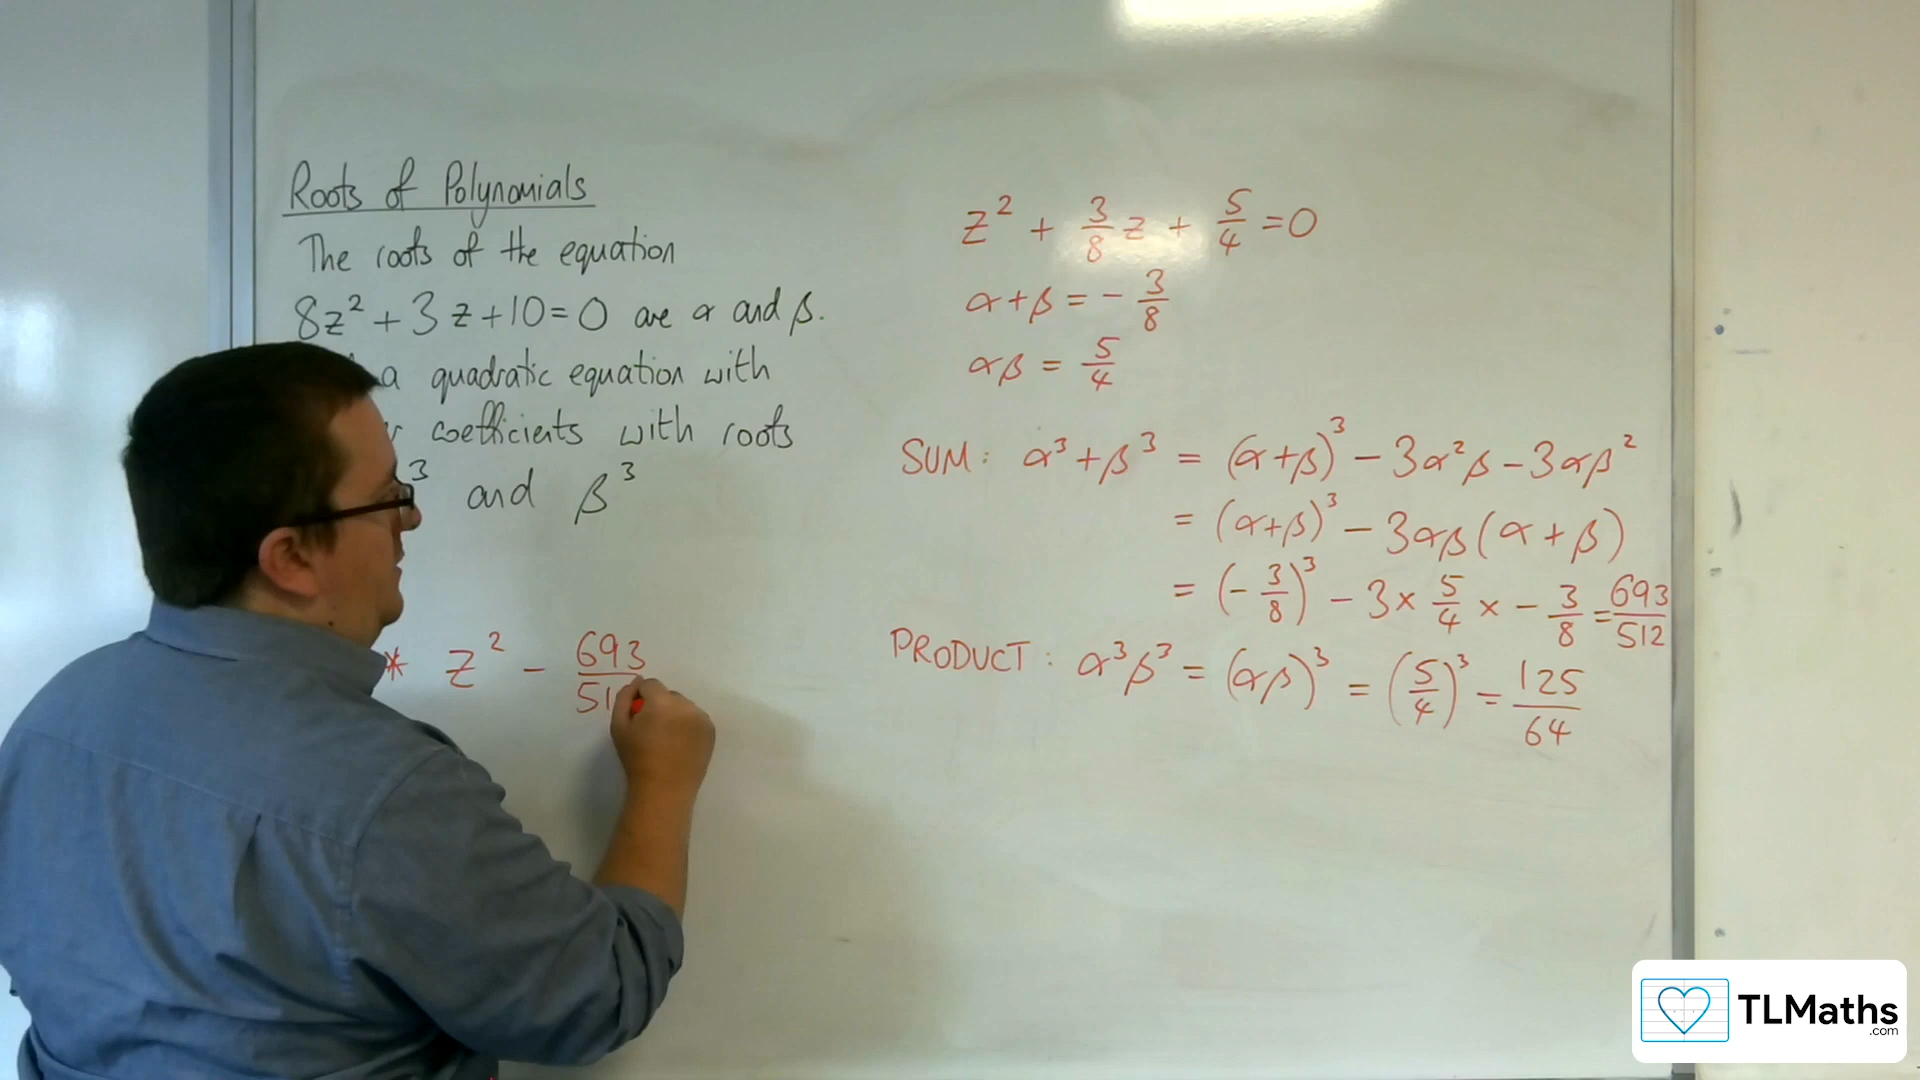 Roots of Polynomials
The roots of the equation
8z² + 3z + 10 = 0 are α and β.
a quadratic equation with
coefficients with roots
³ and β³
* z² - 693/51
z² + 3/8 z + 5/4 = 0
α + β = - 3/8
αβ = 5/4
SUM: α³ + β³ = (α+β)³ - 3α²β - 3αβ²
= (α+β)³ - 3αβ(α + β)
= (- 3/8)³ - 3 × 5/4 × - 3/8 = 693/512
PRODUCT: α³β³ = (αβ)³ = (5/4)³ = 125/64
TLMaths
.com